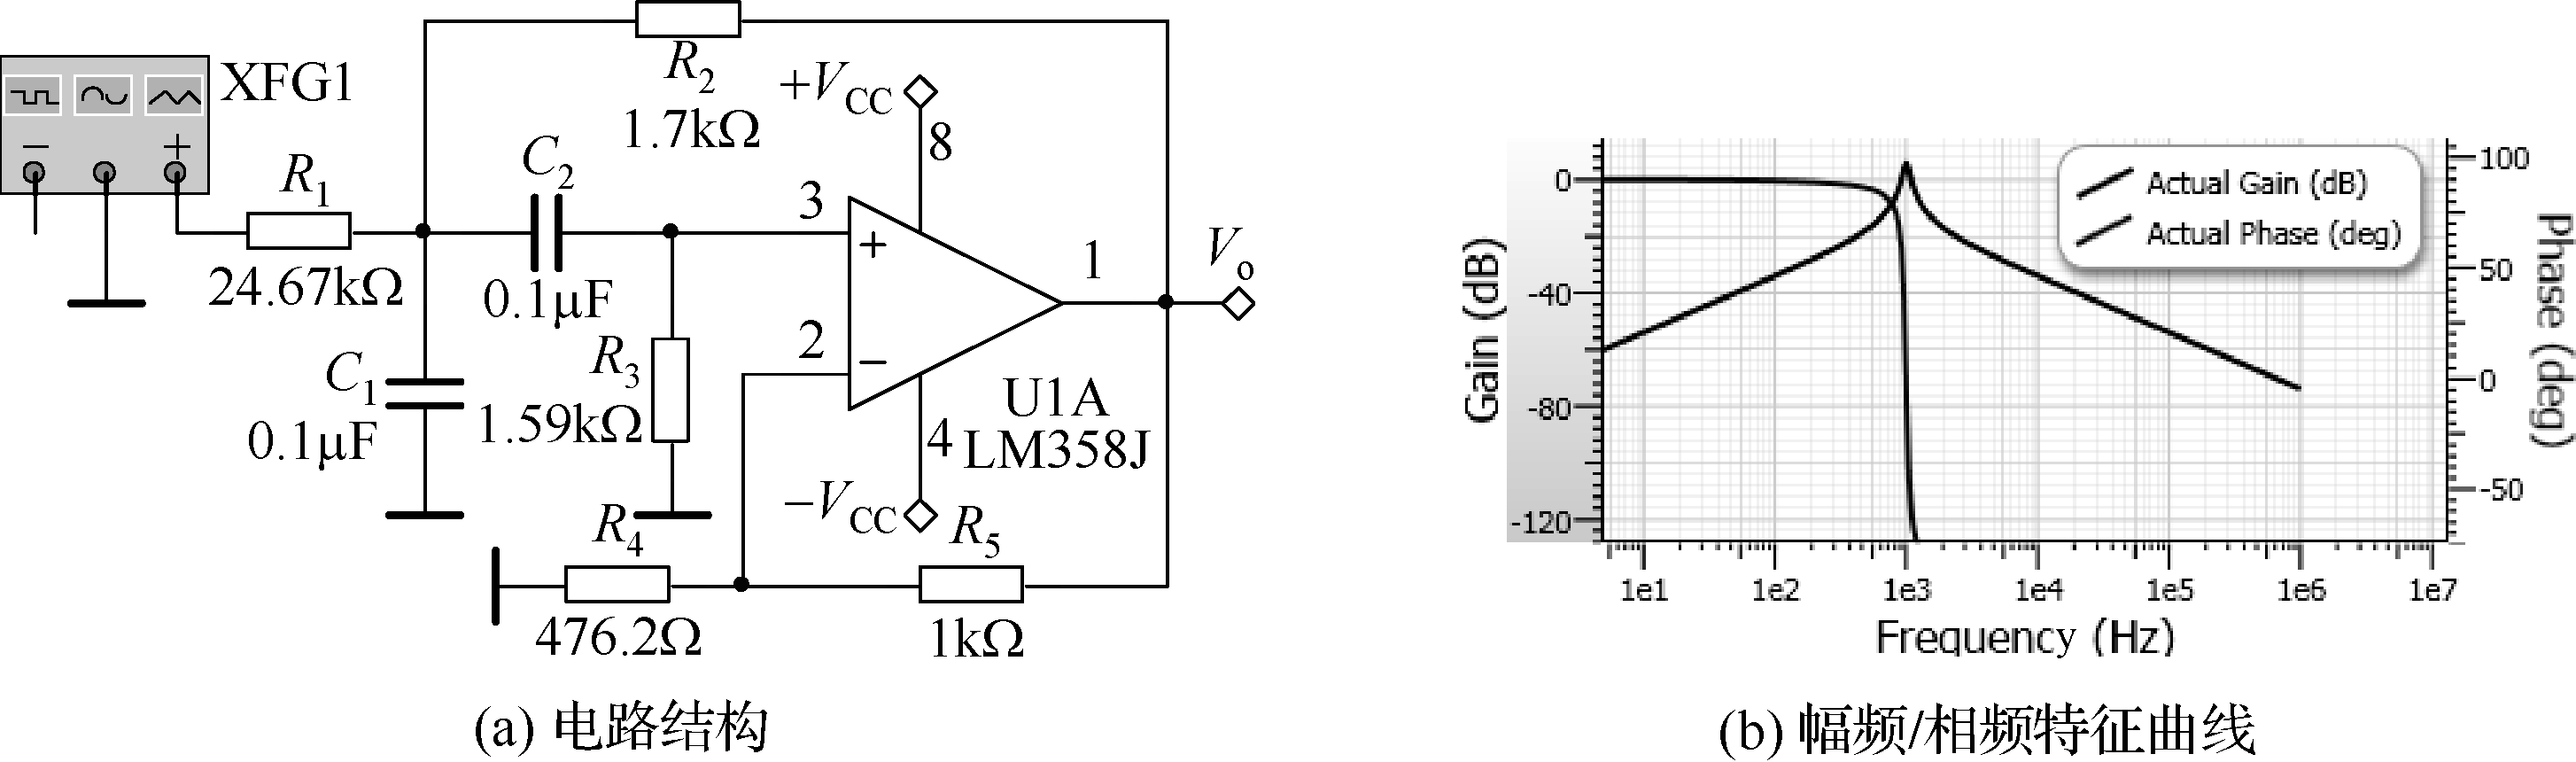 XFG1
R2
1.7kΩ
+VCC
8
R1
24.67kΩ
C2
0.1μF
3
+
2
−
1
Vo
C1
0.1μF
R3
1.59kΩ
U1A
LM358J
4
−VCC
R4
476.2Ω
R5
1kΩ
(a) 电路结构
Actual Gain (dB)
Actual Phase (deg)
Gain (dB)
0
-40
-80
-120
Phase (deg)
100
50
0
-50
1e1 1e2 1e3 1e4 1e5 1e6 1e7
Frequency (Hz)
(b) 幅频/相频特征曲线